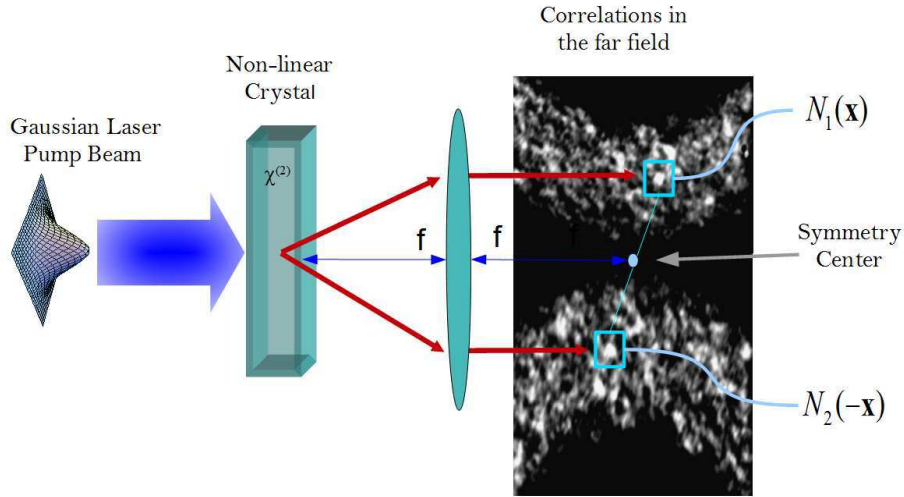 Correlations in
the far field
Non-linear
Crystal
Gaussian Laser
Pump Beam
χ(2)
f
f
f
N₁(x)
Symmetry
Center
N₂(-x)